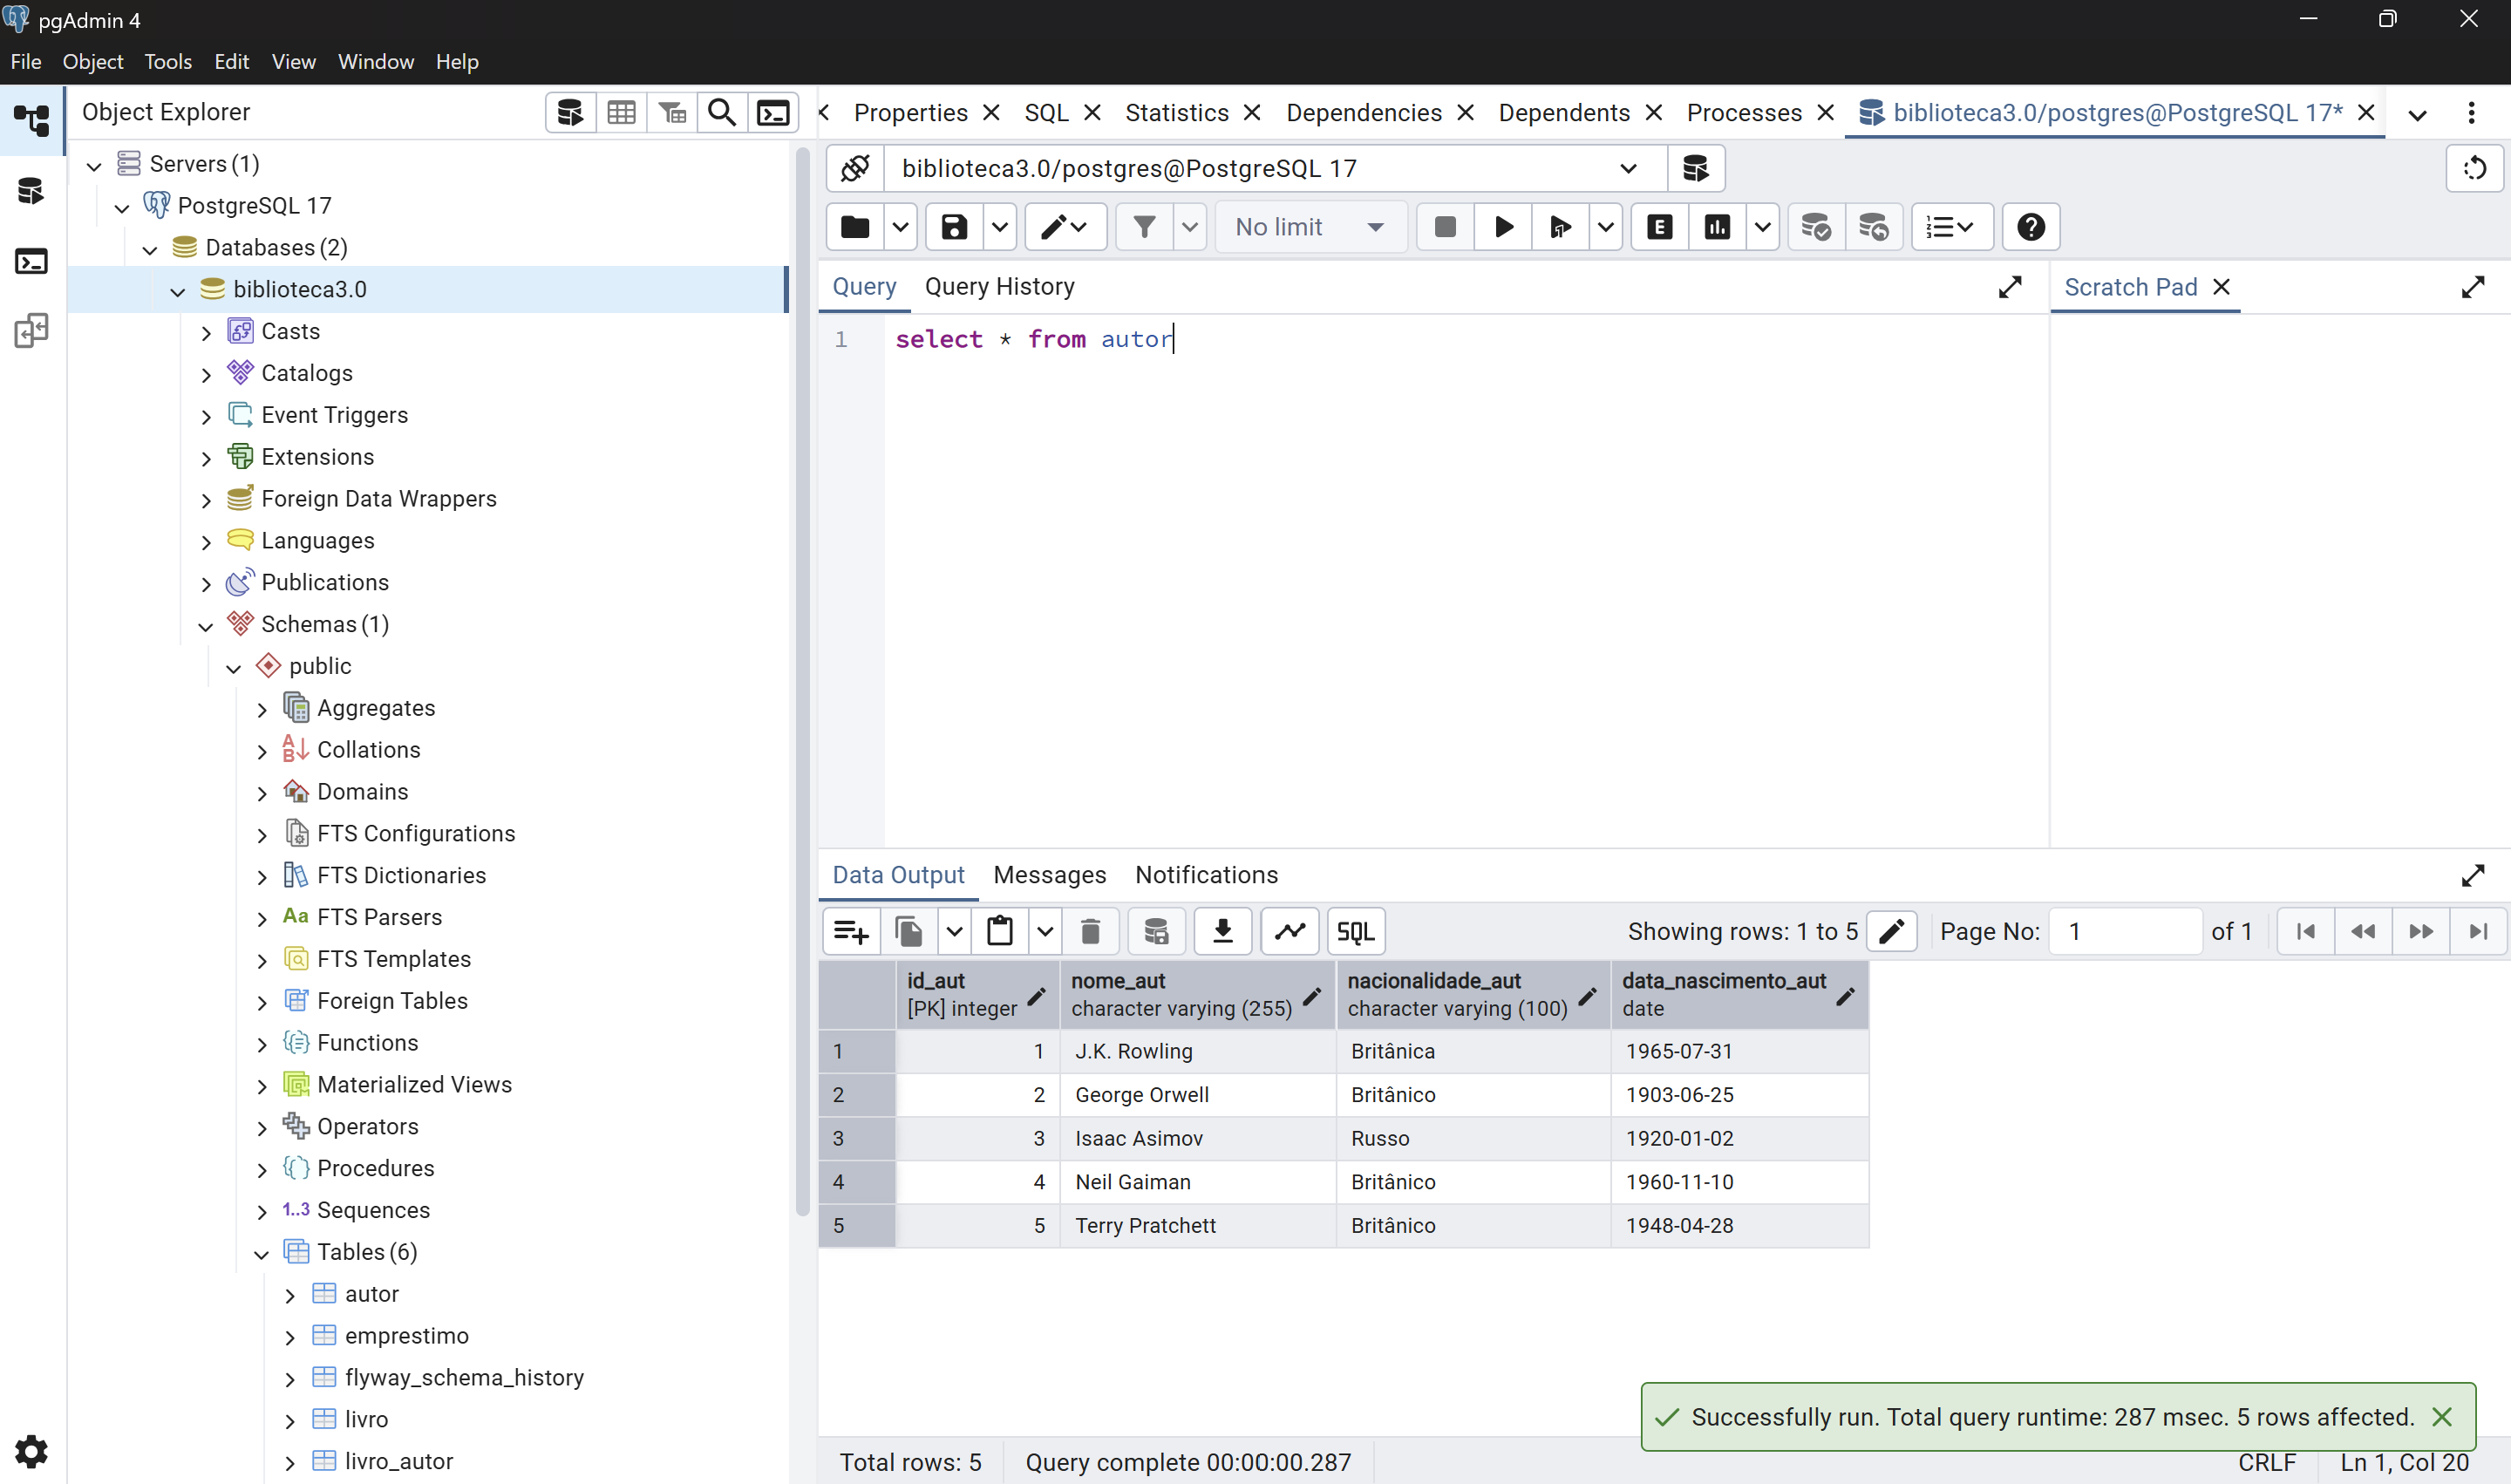 pgAdmin 4
File Object Tools Edit View Window Help
Object Explorer
Servers (1)
PostgreSQL 17
Databases (2)
biblioteca3.0
Casts
Catalogs
Event Triggers
Extensions
Foreign Data Wrappers
Languages
Publications
Schemas (1)
public
Aggregates
Collations
Domains
FTS Configurations
FTS Dictionaries
Aa FTS Parsers
FTS Templates
Foreign Tables
Functions
Materialized Views
Operators
Procedures
1..3 Sequences
Tables (6)
autor
emprestimo
flyway_schema_history
livro
livro_autor
Properties SQL Statistics Dependencies Dependents Processes biblioteca3.0/postgres@PostgreSQL 17*
biblioteca3.0/postgres@PostgreSQL 17
No limit E
Query Query History
Scratch Pad
1 select * from autor
Data Output Messages Notifications
SQL Showing rows: 1 to 5 Page No: 1 of 1
id_aut nome_aut nacionalidade_aut data_nascimento_aut
[PK] integer character varying (255) character varying (100) date
1 1 J.K. Rowling Britânica 1965-07-31
2 2 George Orwell Britânico 1903-06-25
3 3 Isaac Asimov Russo 1920-01-02
4 4 Neil Gaiman Britânico 1960-11-10
5 5 Terry Pratchett Britânico 1948-04-28
Successfully run. Total query runtime: 287 msec. 5 rows affected.
Total rows: 5 Query complete 00:00:00.287 CRLF Ln 1, Col 20